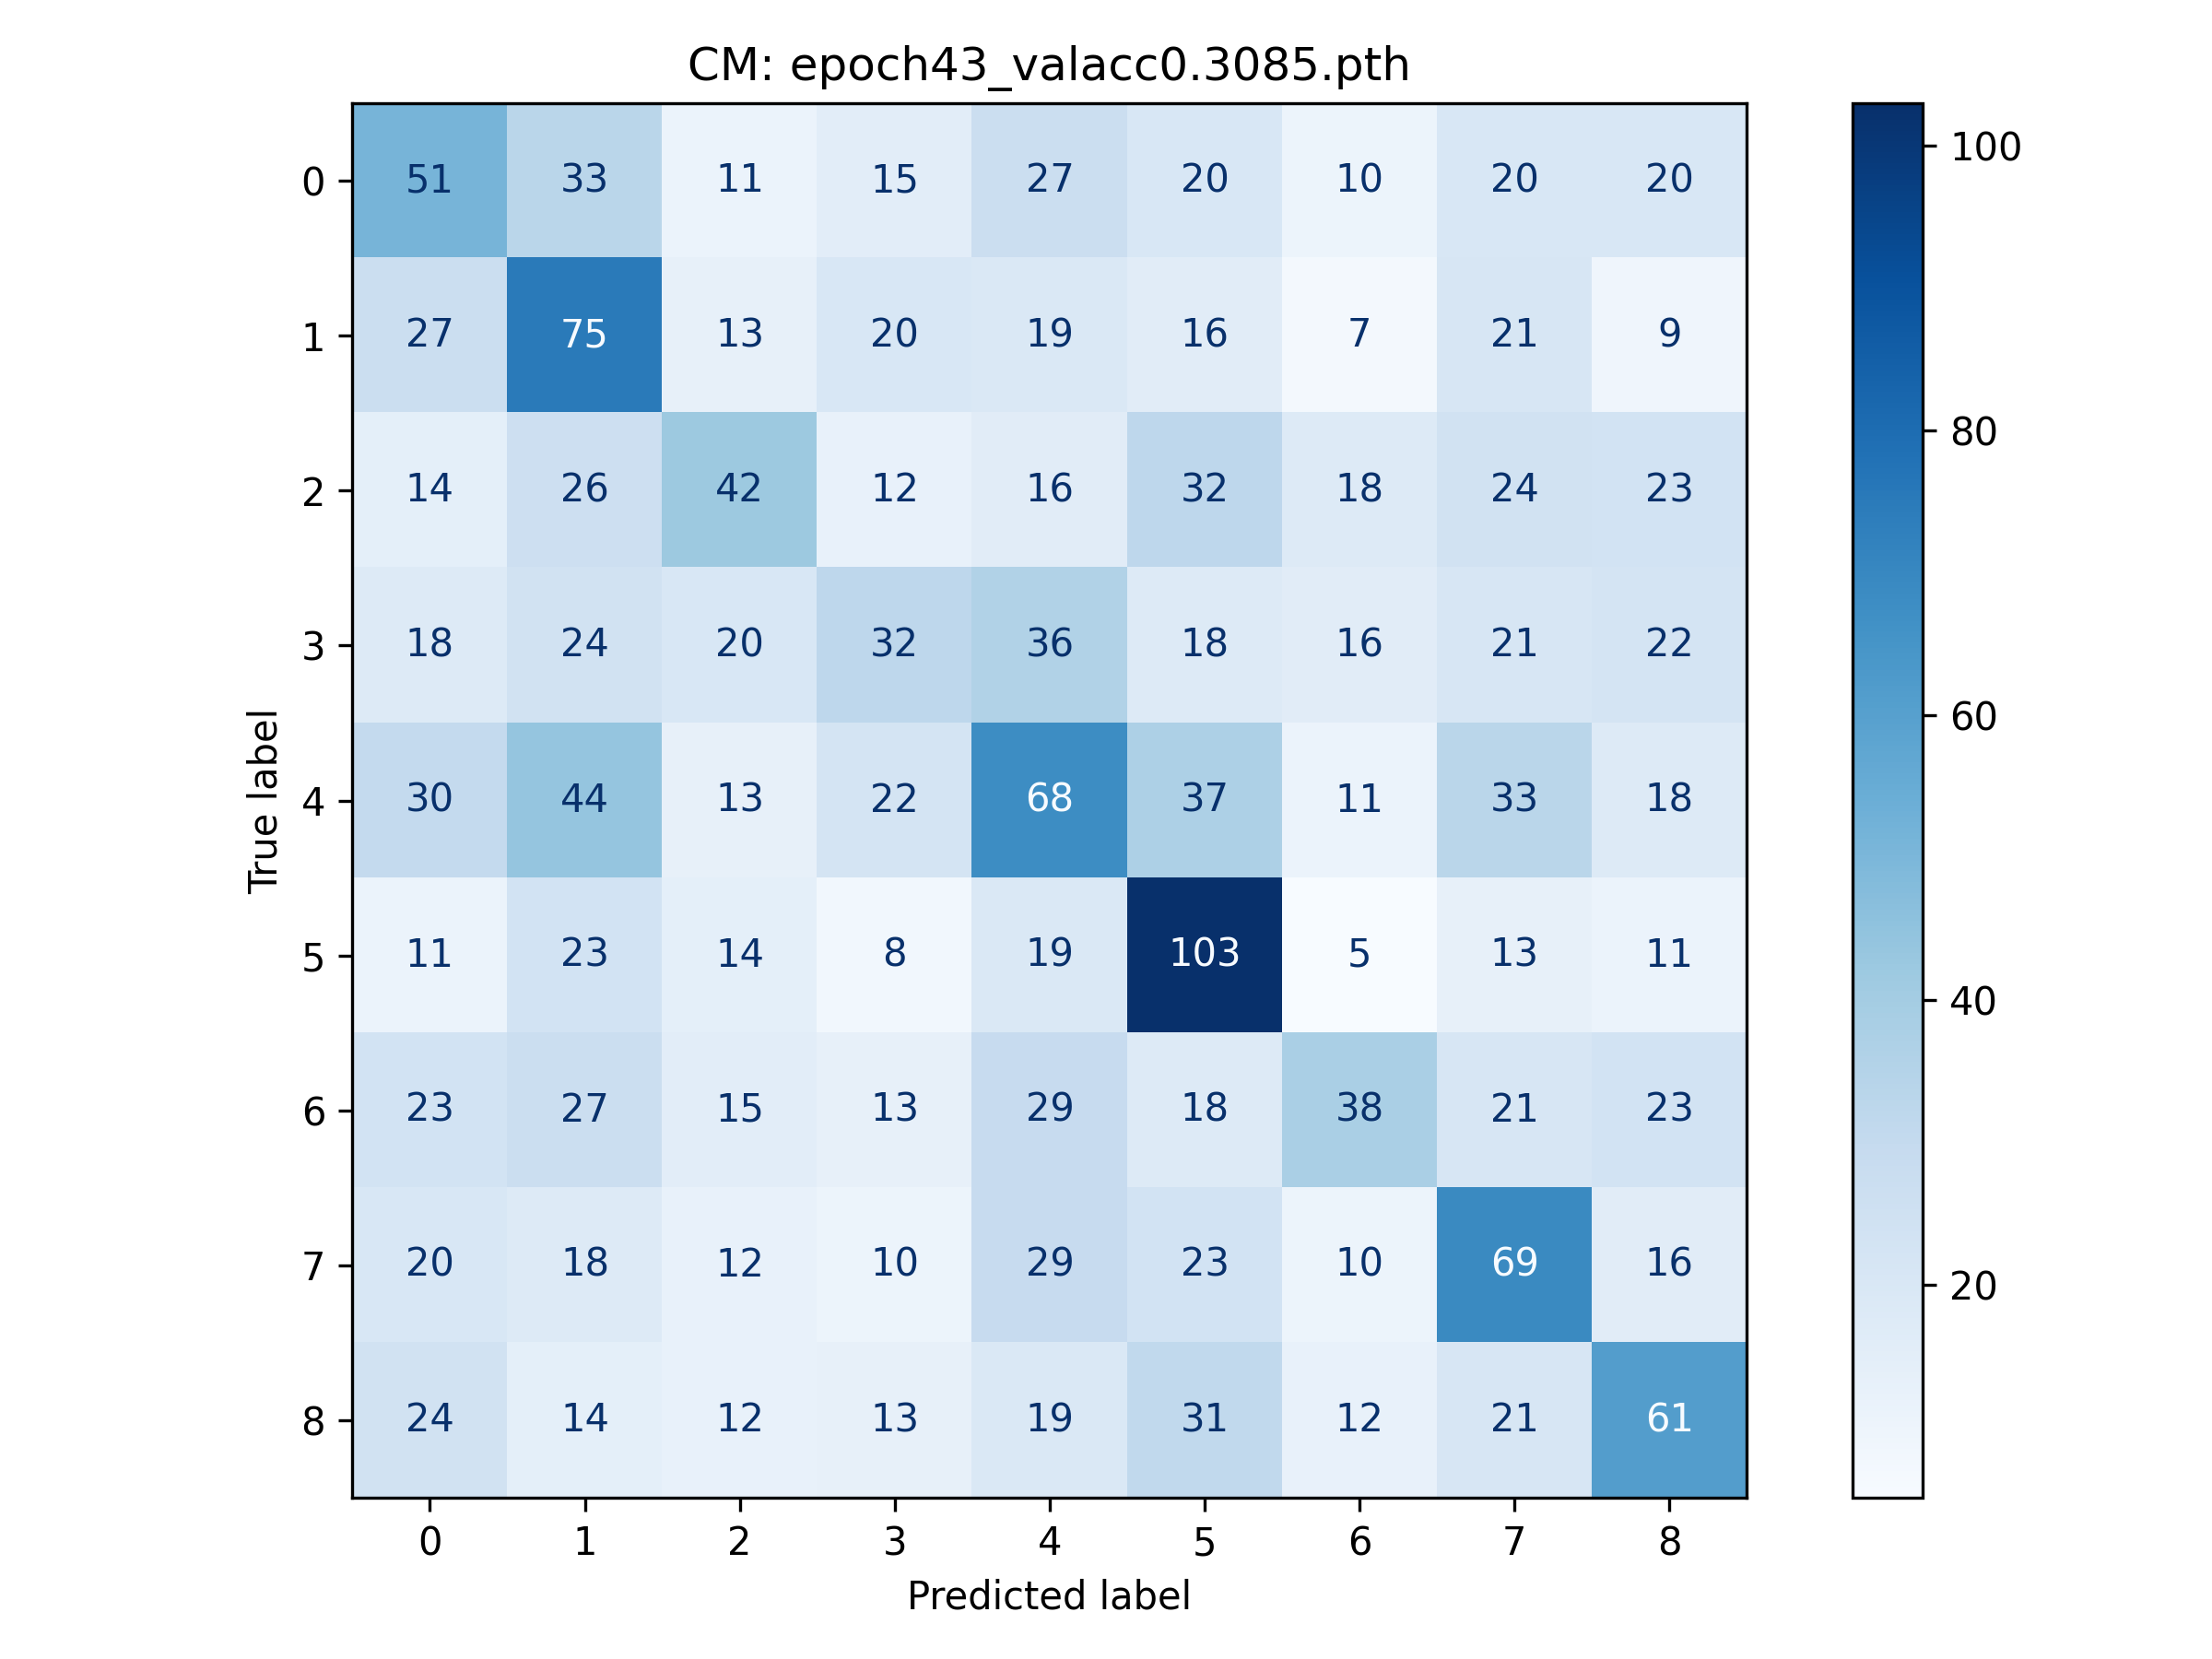 CM: epoch43_valacc0.3085.pth
0 51 33 11 15 27 20 10 20 20
1 27 75 13 20 19 16 7 21 9
2 14 26 42 12 16 32 18 24 23
3 18 24 20 32 36 18 16 21 22
4 30 44 13 22 68 37 11 33 18
5 11 23 14 8 19 103 5 13 11
6 23 27 15 13 29 18 38 21 23
7 20 18 12 10 29 23 10 69 16
8 24 14 12 13 19 31 12 21 61
0 1 2 3 4 5 6 7 8
Predicted label
True label
100
80
60
40
20